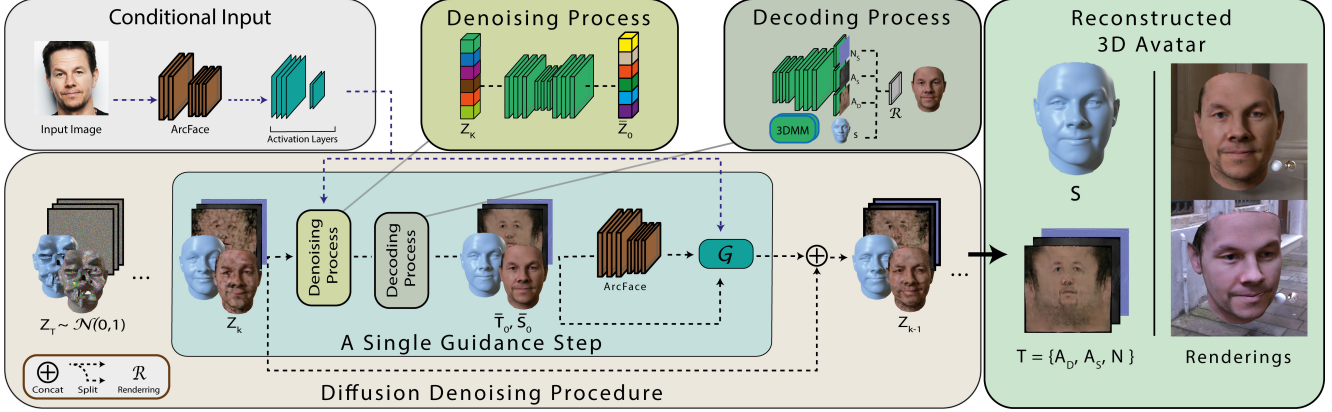 Conditional Input
Input Image
ArcFace
Activation Layers
Denoising Process
Z_K
Z̅_0
Decoding Process
N_S
A_S
A_D
3DMM
S
ℛ
Reconstructed
3D Avatar
S
T = {A_D, A_S, N }
Renderings
Z_T ~ 𝒩(0,1)
...
Z_k
Denoising
Process
Decoding
Process
T̅_0, S̅_0
ArcFace
𝒢
Z_k-1
...
A Single Guidance Step
Diffusion Denoising Procedure
Concat
Split
ℛ
Renderring